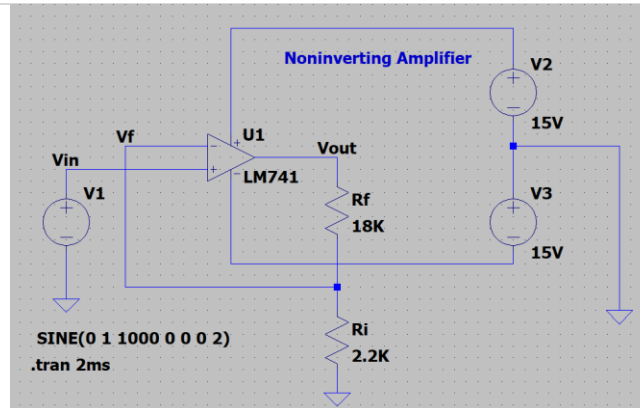 Noninverting Amplifier
V2
+
−
15V
Vf
U1
Vout
Vin
−
+
+
−
LM741
V1
+
−
Rf
18K
V3
+
−
15V
SINE(0 1 1000 0 0 0 2)
.tran 2ms
Ri
2.2K